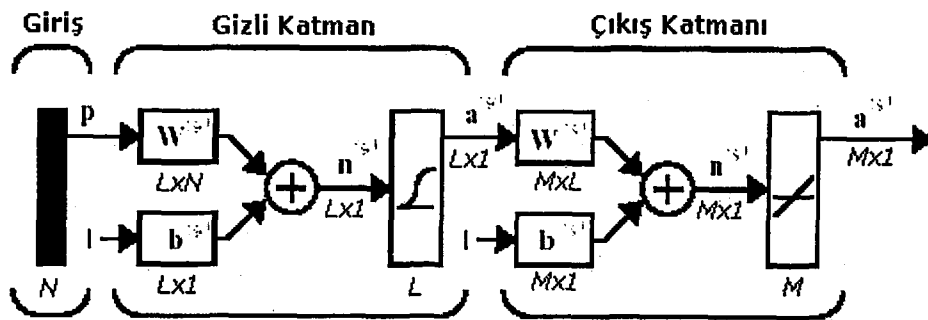 Giriş
Gizli Katman
Çıkış Katmanı
p
W
LxN
n
Lx1
a
Lx1
W
MxL
n
Mx1
a
Mx1
1
b
Lx1
1
b
Mx1
N
L
M